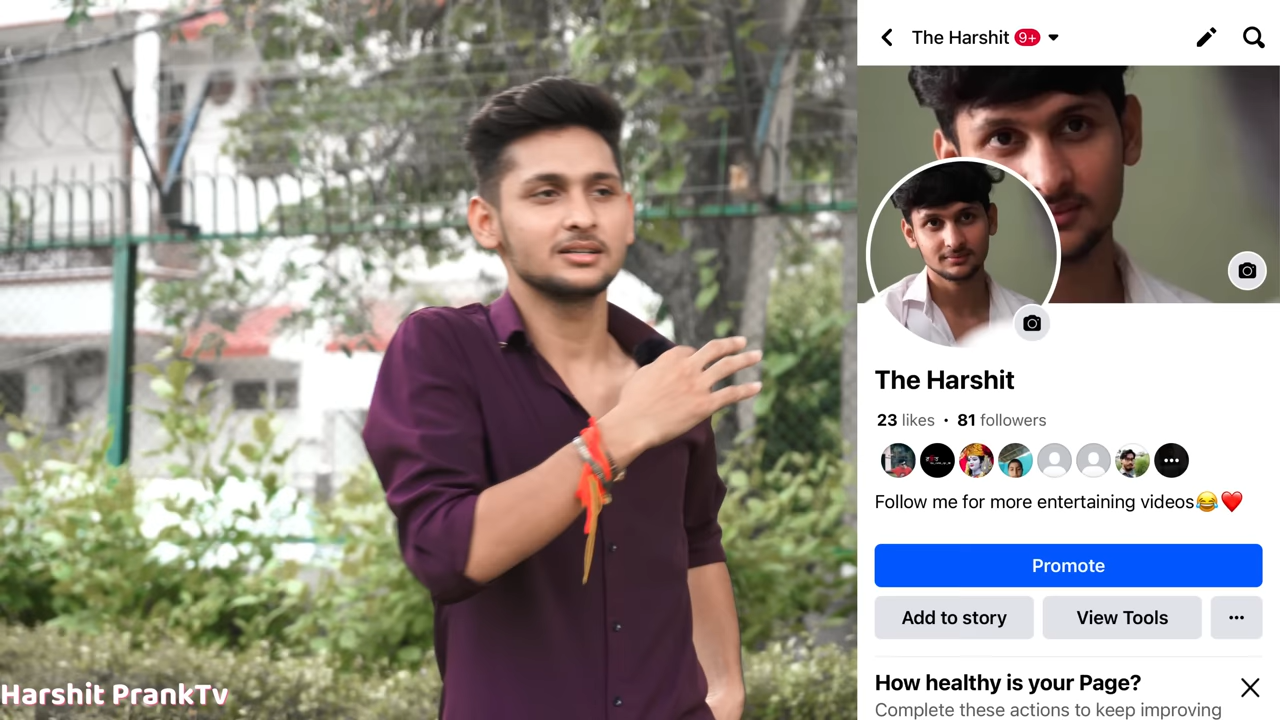 Harshit PrankTv
The Harshit 9+
The Harshit
23 likes • 81 followers
Follow me for more entertaining videos😂❤️
Promote
Add to story
View Tools
How healthy is your Page?
Complete these actions to keep improving